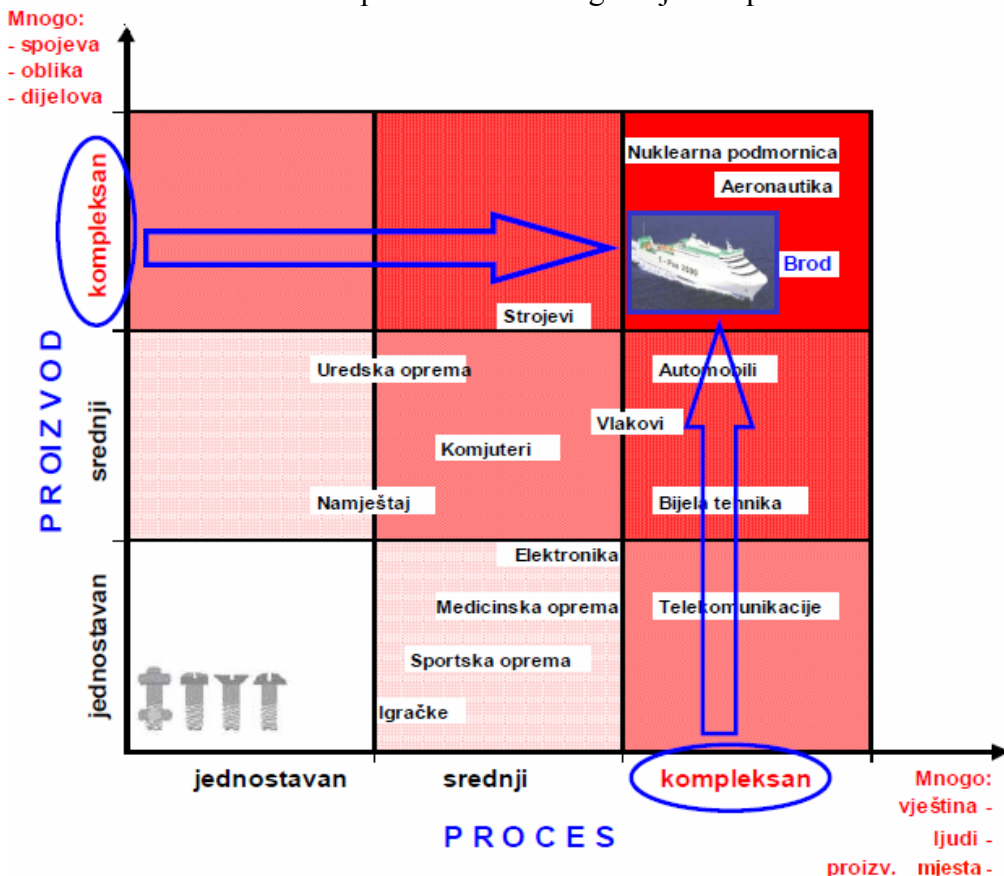 Mnogo:
- spojeva
- oblika
- dijelova
kompleksan
Nuklearna podmornica
Aeronautika
Brod
Strojevi
PROIZVOD
srednji
Uredska oprema
Automobili
Vlakovi
Komjuteri
Namještaj
Bijela tehnika
jednostavan
Elektronika
Medicinska oprema
Telekomunikacije
Sportska oprema
Igračke
jednostavan
srednji
kompleksan
PROCES
Mnogo:
vještina -
ljudi -
proizv. mjesta -